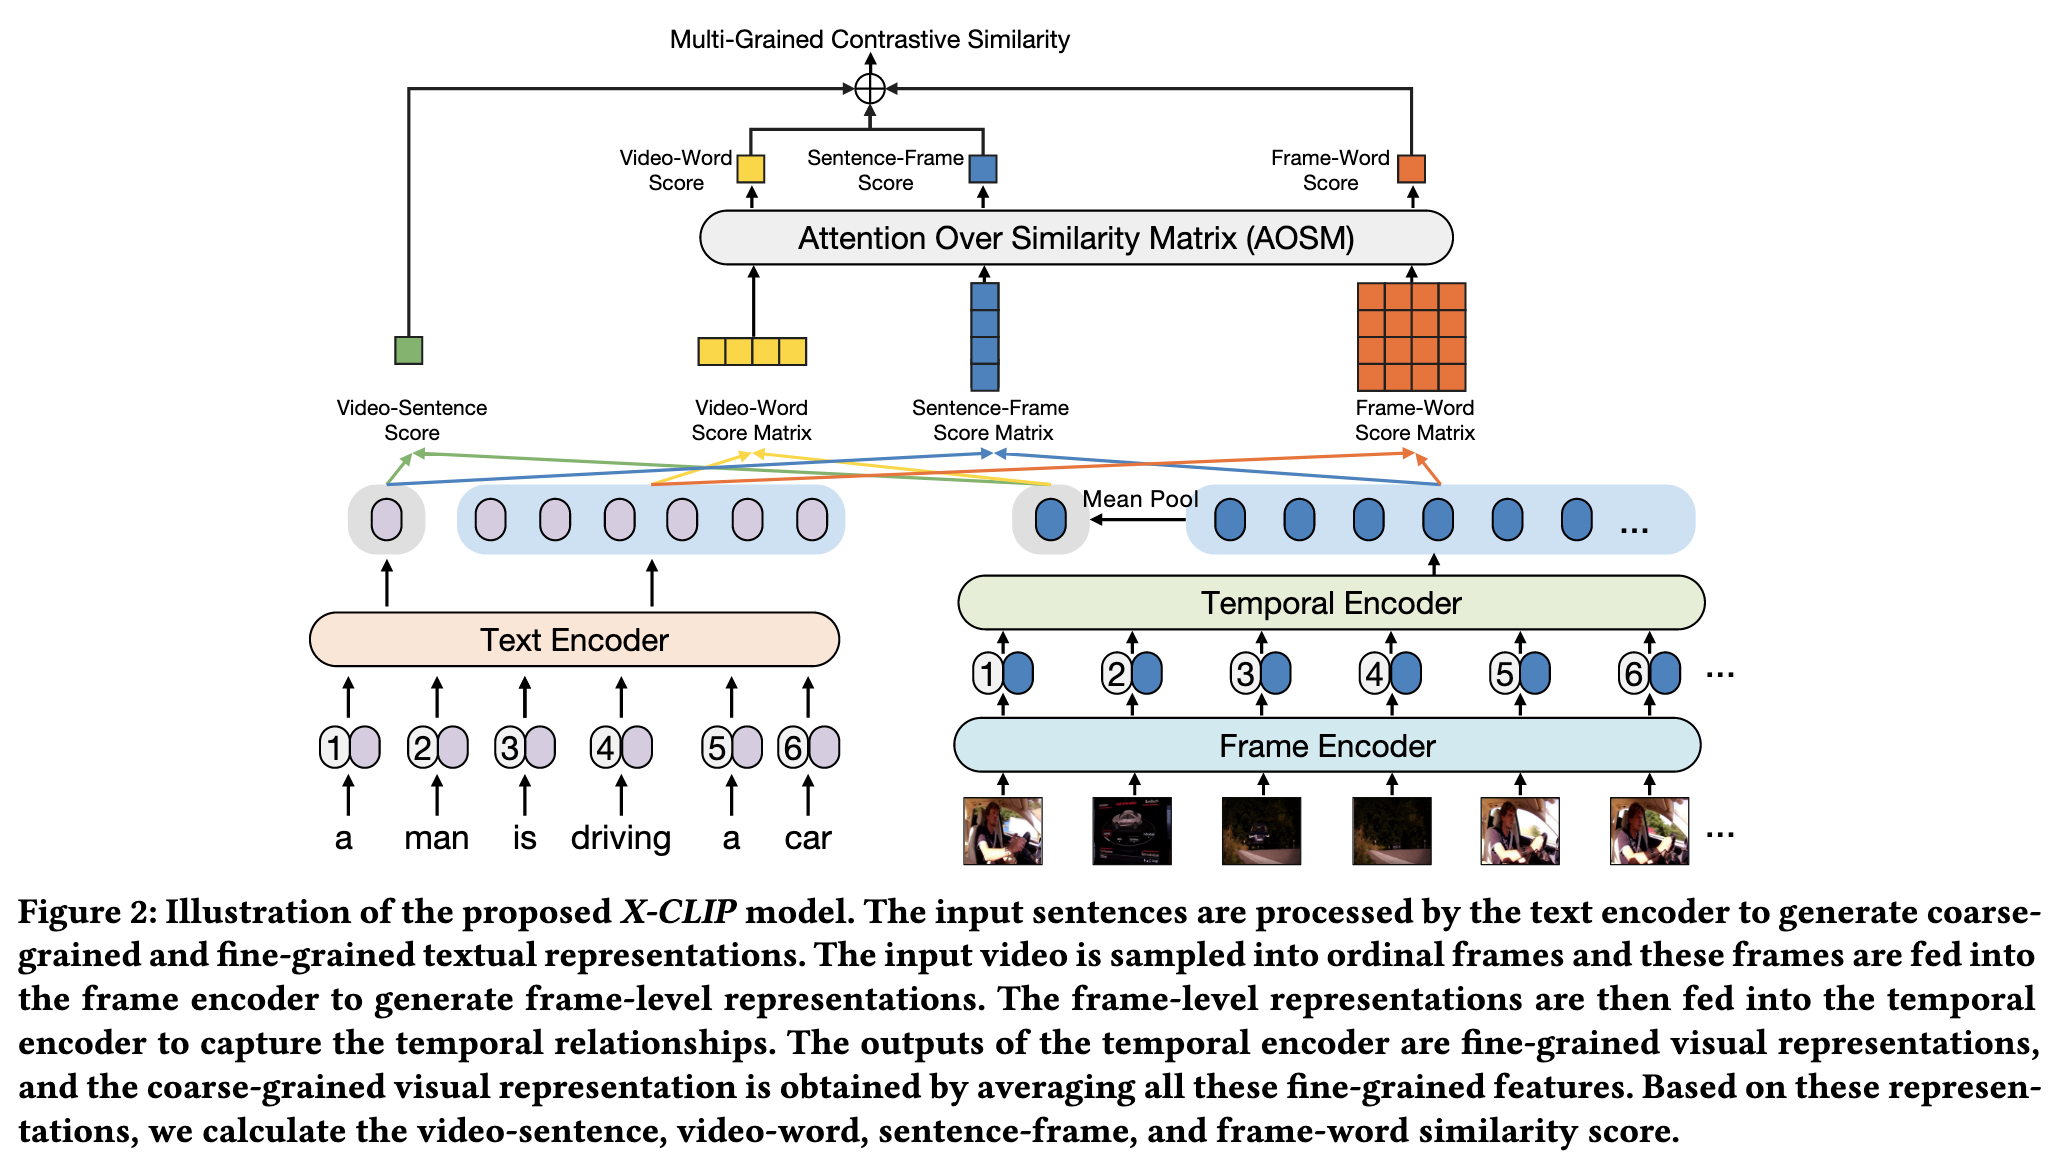 Multi-Grained Contrastive Similarity
Video-Word
Score
Sentence-Frame
Score
Frame-Word
Score
Attention Over Similarity Matrix (AOSM)
Video-Sentence
Score
Video-Word
Score Matrix
Sentence-Frame
Score Matrix
Frame-Word
Score Matrix
Mean Pool
...
Temporal Encoder
Text Encoder
1 2 3 4 5 6 ...
Frame Encoder
1 2 3 4 5 6
a man is driving a car
...
Figure 2: Illustration of the proposed X-CLIP model. The input sentences are processed by the text encoder to generate coarse-
grained and fine-grained textual representations. The input video is sampled into ordinal frames and these frames are fed into
the frame encoder to generate frame-level representations. The frame-level representations are then fed into the temporal
encoder to capture the temporal relationships. The outputs of the temporal encoder are fine-grained visual representations,
and the coarse-grained visual representation is obtained by averaging all these fine-grained features. Based on these represen-
tations, we calculate the video-sentence, video-word, sentence-frame, and frame-word similarity score.